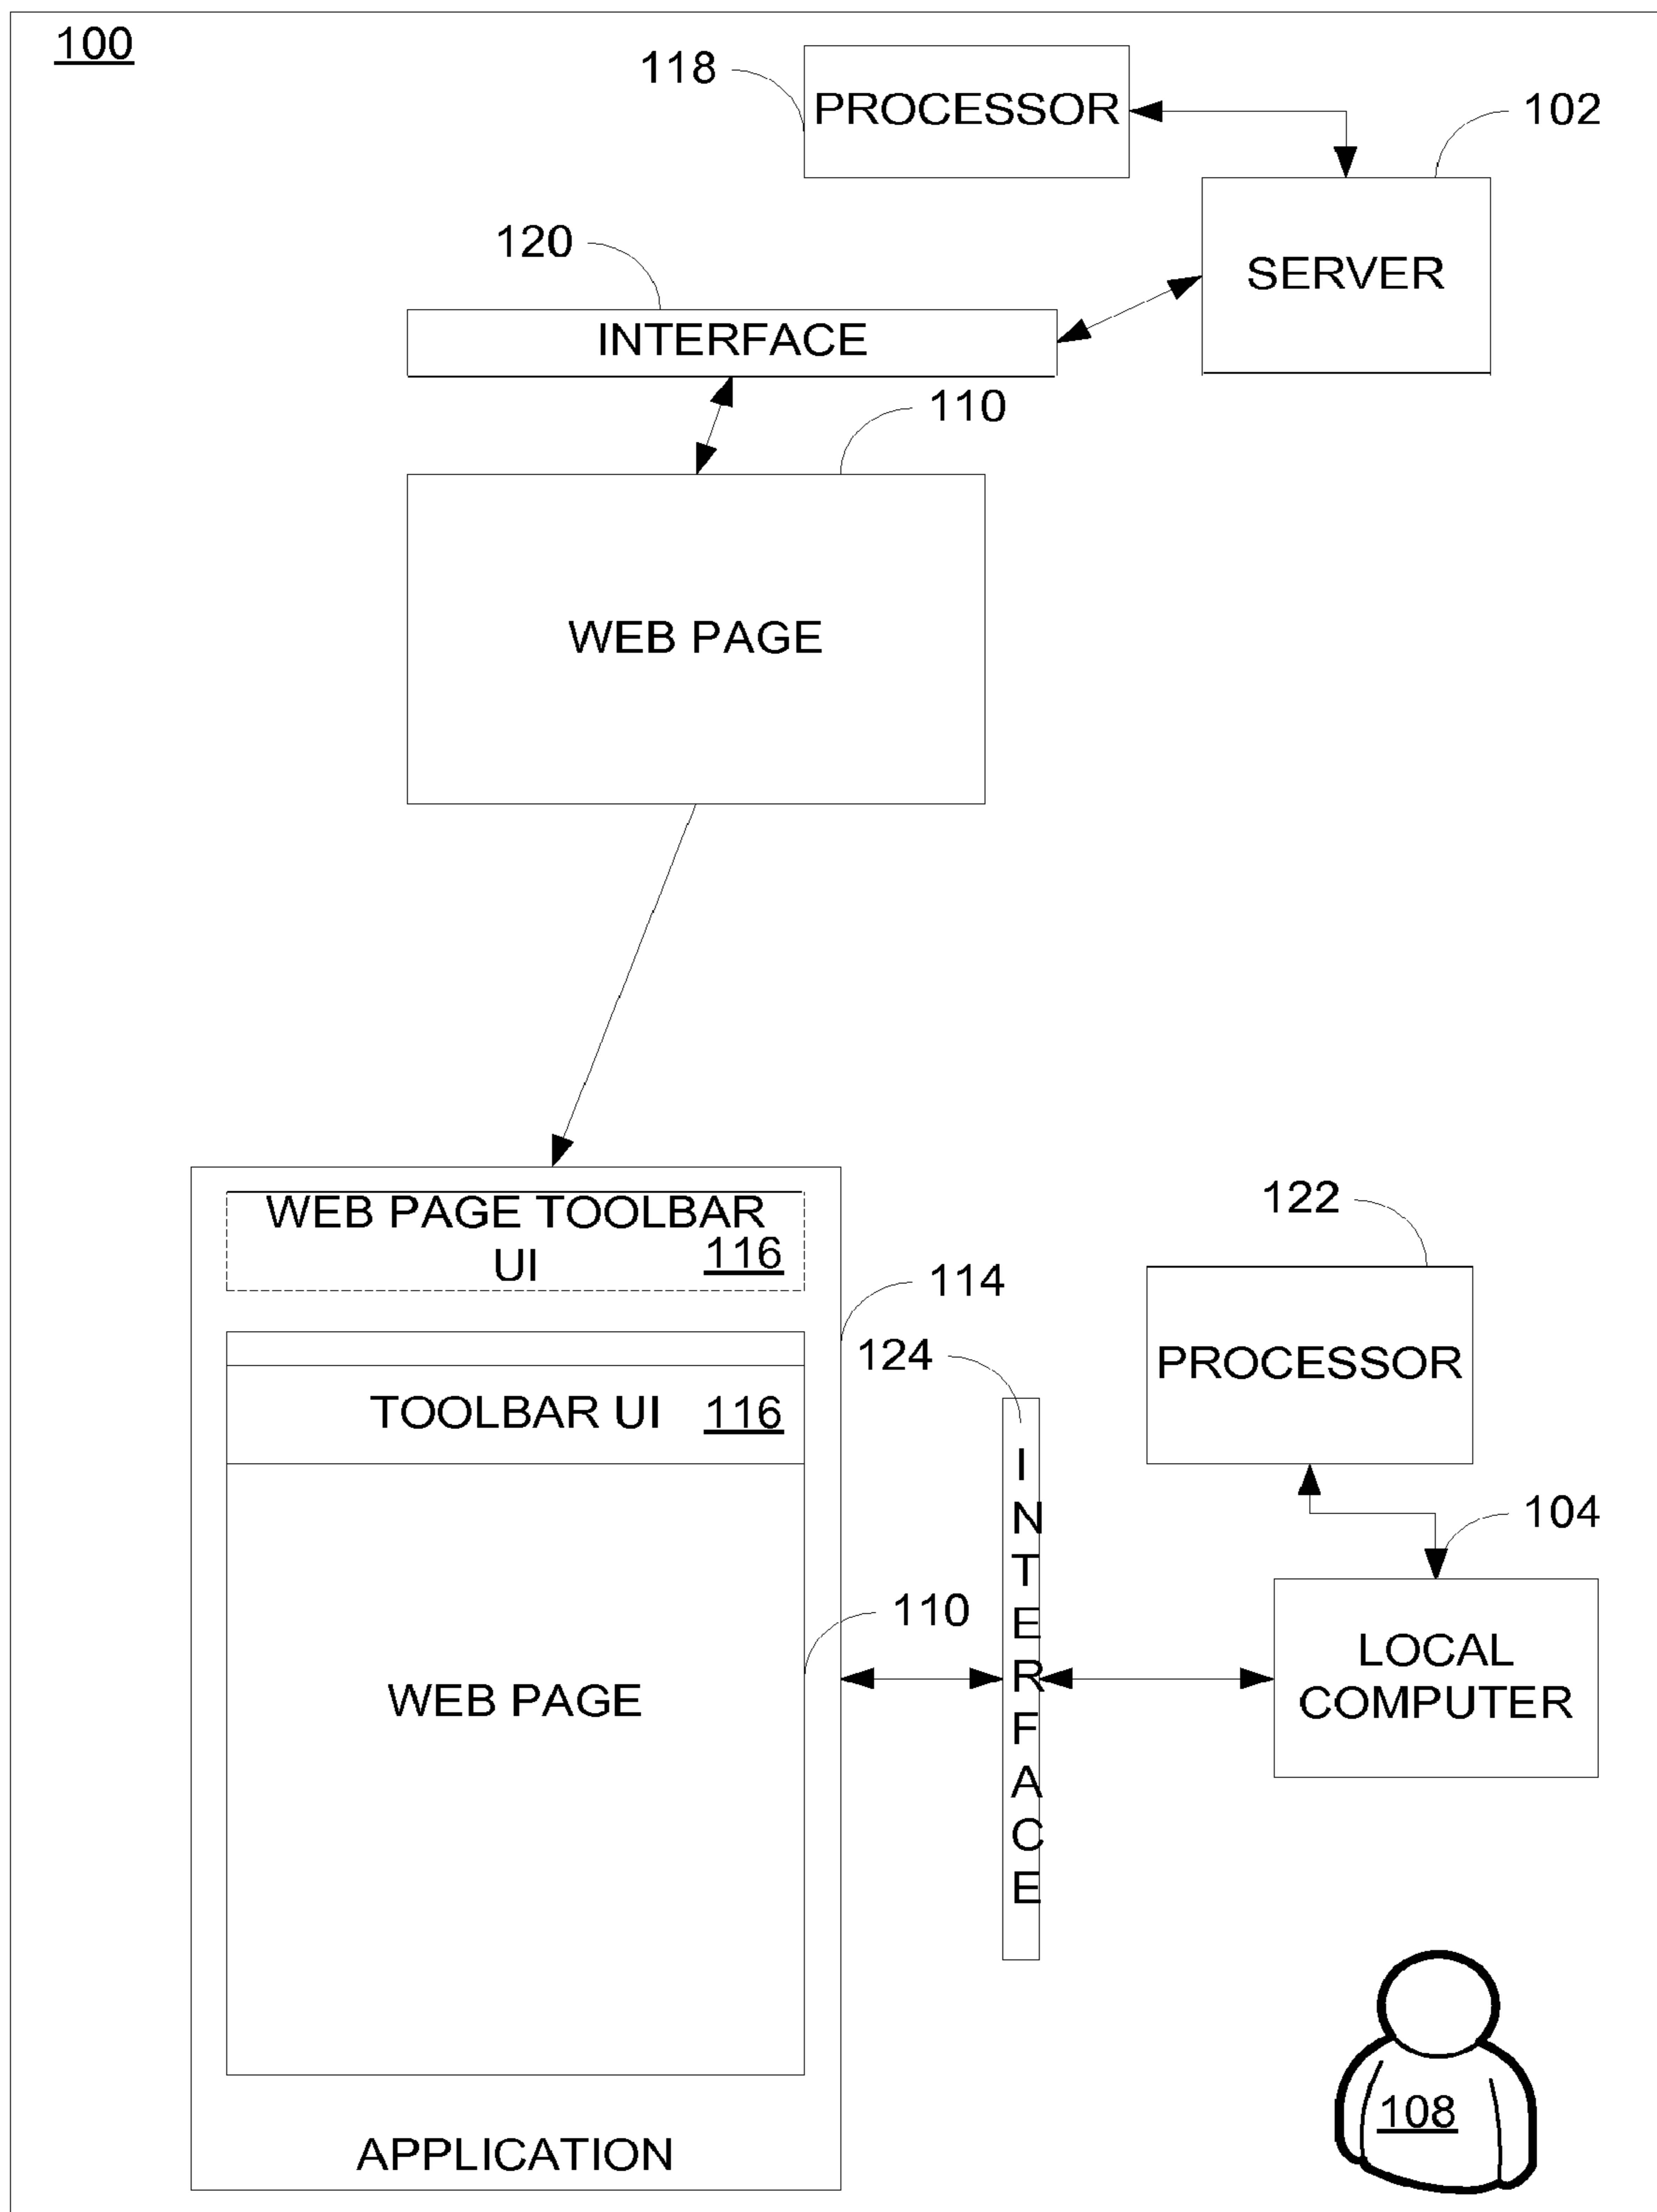 100
118
PROCESSOR
102
120
SERVER
INTERFACE
110
WEB PAGE
WEB PAGE TOOLBAR
UI 116
122
114
124
PROCESSOR
TOOLBAR UI 116
INTERFACE
104
110
LOCAL
COMPUTER
WEB PAGE
108
APPLICATION